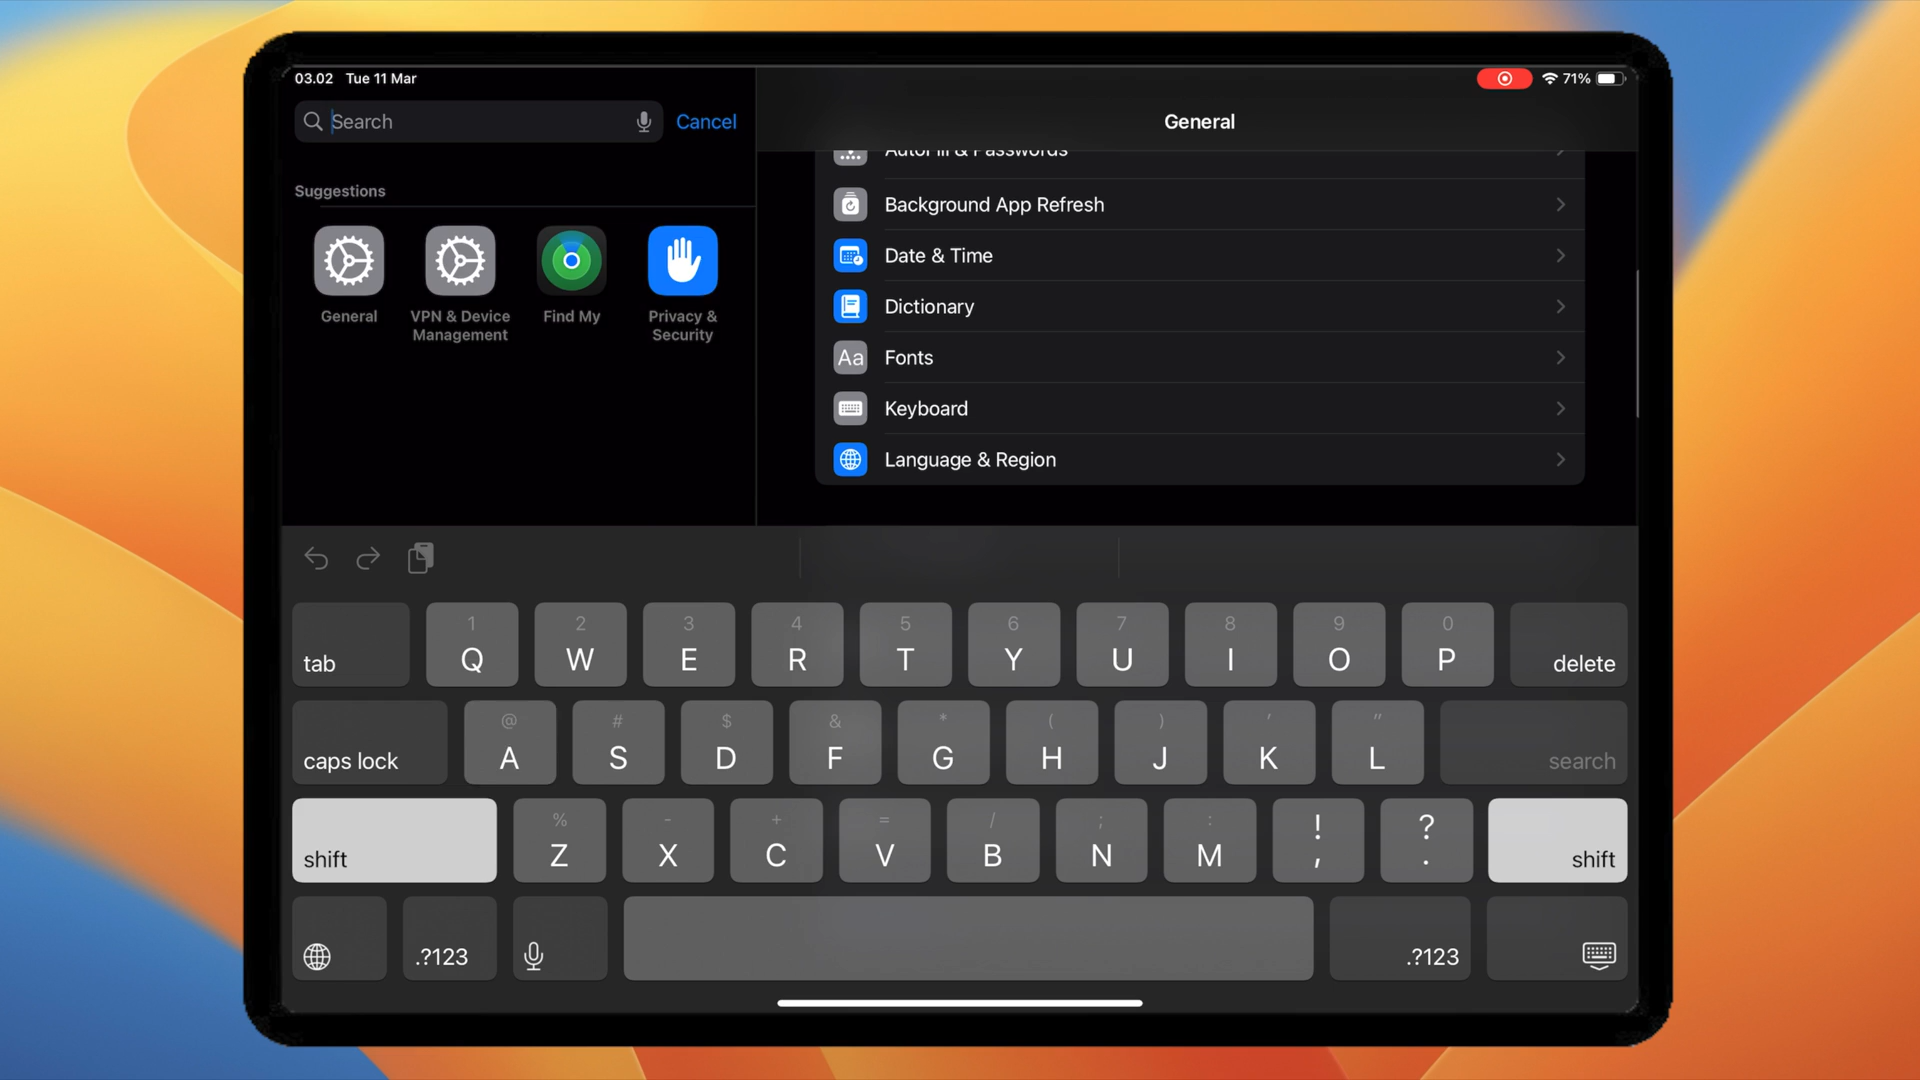 03.02 Tue 11 Mar
71%
Search
Cancel
General
Suggestions
General
VPN & Device
Management
Find My
Privacy &
Security
AutoFill & Passwords
Background App Refresh
Date & Time
Dictionary
Aa Fonts
Keyboard
Language & Region
1 2 3 4 5 6 7 8 9 0
tab Q W E R T Y U I O P delete
@ # $ & * ( ) ' "
caps lock A S D F G H J K L search
% - + = / ; : ! ?
shift Z X C V B N M , . shift
.?123 .?123